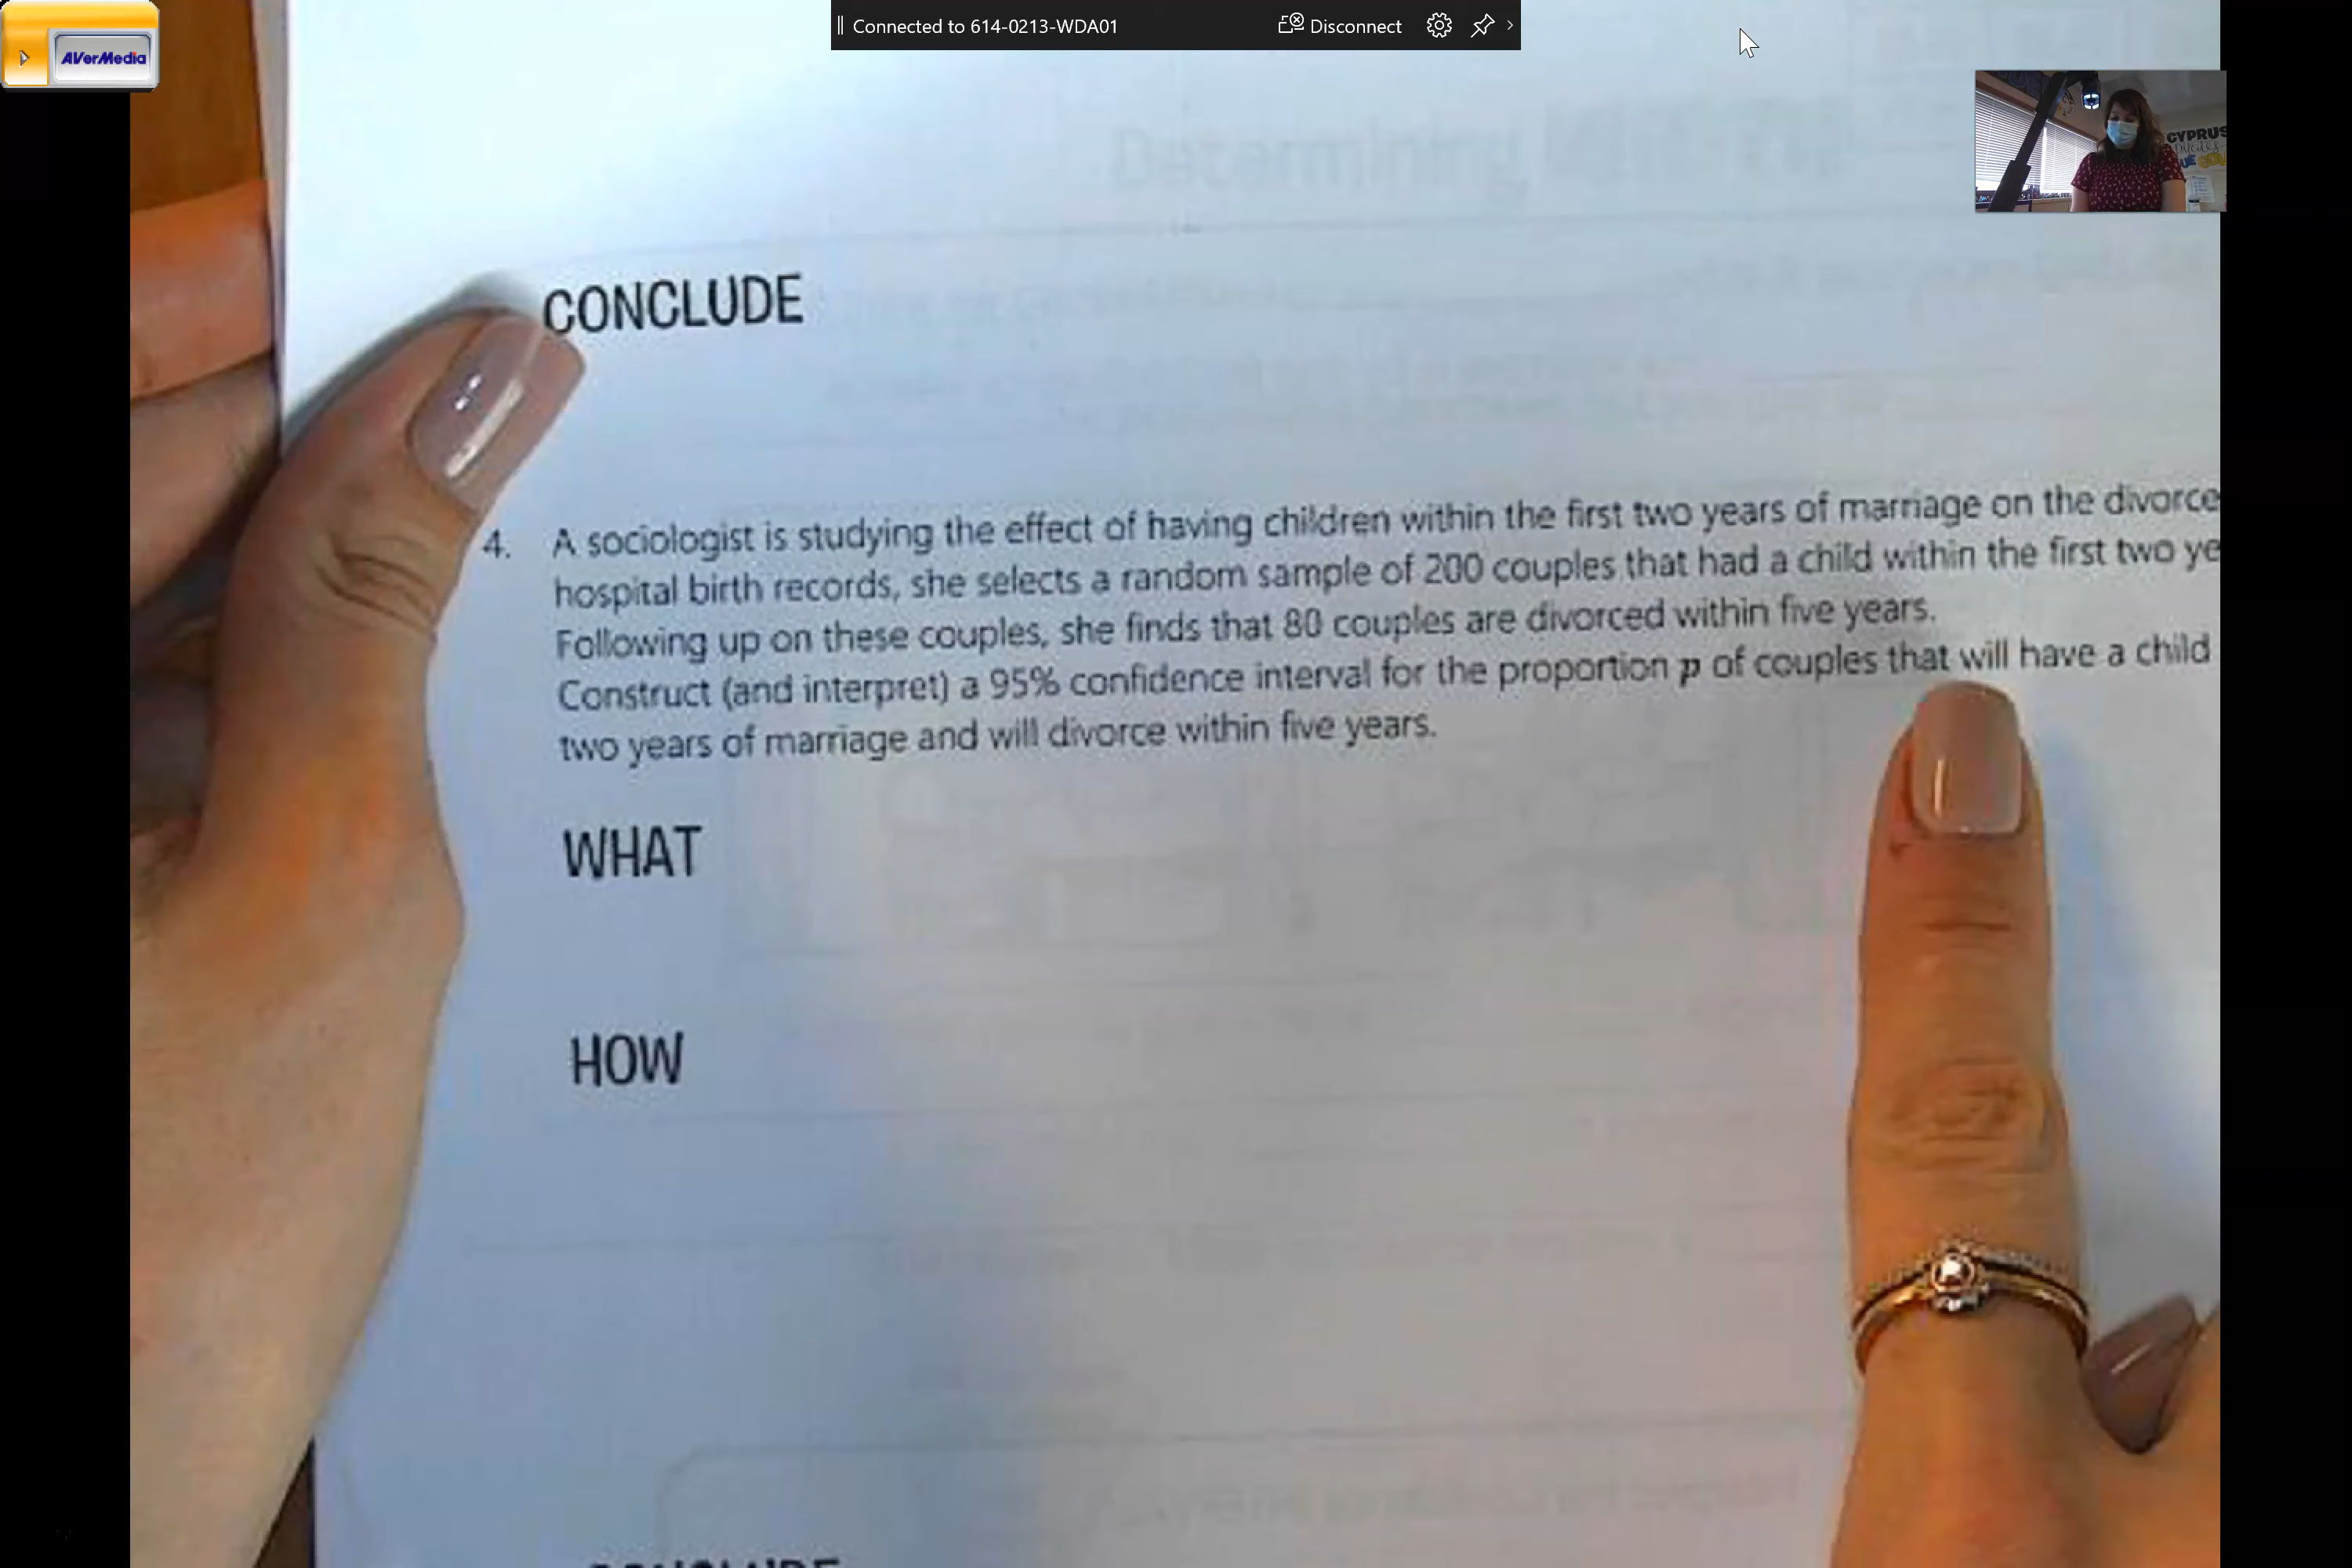 AVerMedia
Connected to 614-0213-WDA01
Disconnect
CYPRUS
Determining
CONCLUDE
4. A sociologist is studying the effect of having children within the first two years of marriage on the divorce
hospital birth records, she selects a random sample of 200 couples that had a child within the first two ye
Following up on these couples, she finds that 80 couples are divorced within five years.
Construct (and interpret) a 95% confidence interval for the proportion p of couples that will have a child
two years of marriage and will divorce within five years.
WHAT
HOW
CONCLUDE